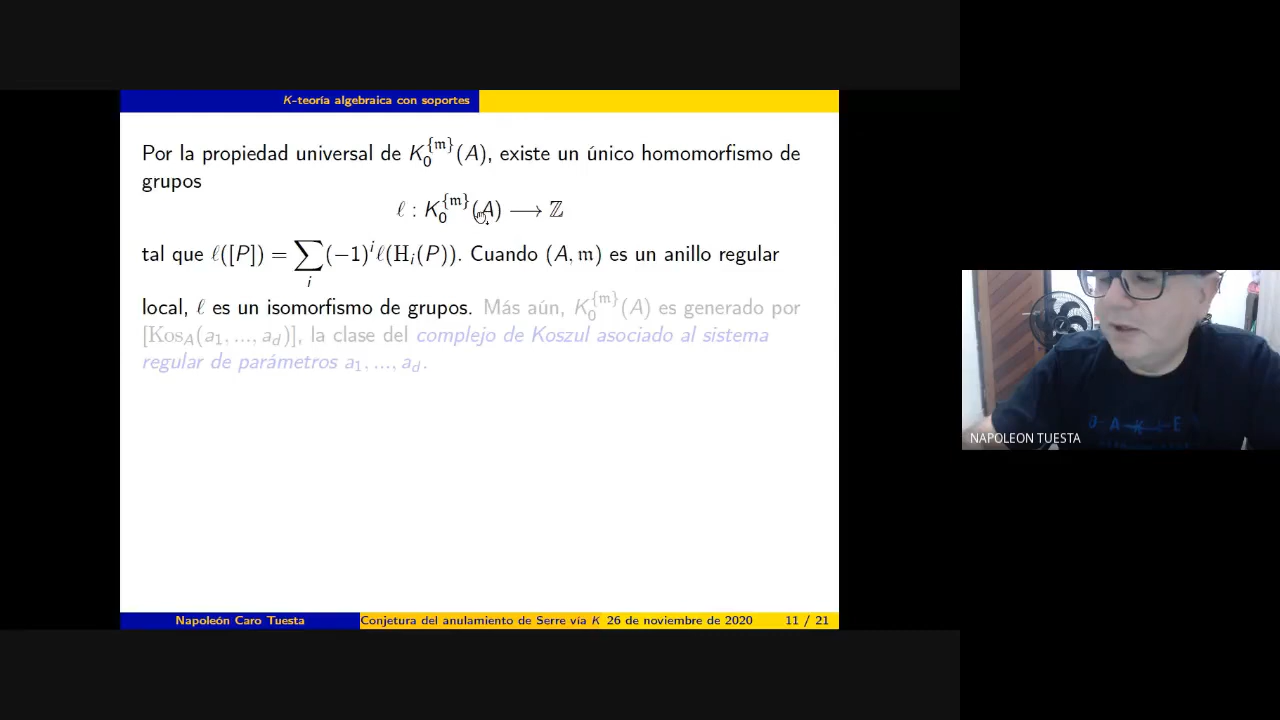 K-teoría algebraica con soportes
Por la propiedad universal de K_0^{𝔪}(A), existe un único homomorfismo de
grupos
ℓ : K_0^{𝔪}(A) ⟶ ℤ
tal que ℓ([P]) = ∑_i (−1)^i ℓ(H_i(P)). Cuando (A, 𝔪) es un anillo regular
local, ℓ es un isomorfismo de grupos. Más aún, K_0^{𝔪}(A) es generado por
[Kos_A(a_1, ..., a_d)], la clase del complejo de Koszul asociado al sistema
regular de parámetros a_1, ..., a_d.
NAPOLEON TUESTA
Napoleón Caro Tuesta
Conjetura del anulamiento de Serre vía K 26 de noviembre de 2020 11 / 21
OAKLE